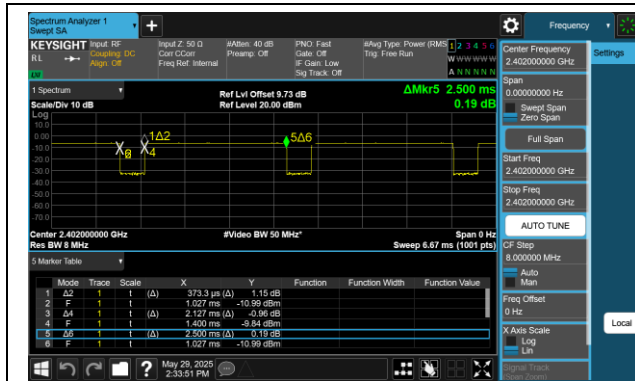 Spectrum Analyzer 1
Swept SA
Frequency
KEYSIGHT
RL
LV
Input: RF
Coupling: DC
Align: Off
Input Z: 50 Ω
Corr CCorr
Freq Ref: Internal
#Atten: 40 dB
Preamp: Off
PNO: Fast
Gate: Off
IF Gain: Low
Sig Track: Off
#Avg Type: Power (RMS
Trig: Free Run
1 2 3 4 5 6
W W W W W W
A N N N N N
1 Spectrum
Scale/Div 10 dB
Log
Ref Lvl Offset 9.73 dB
Ref Level 20.00 dBm
ΔMkr5 2.500 ms
0.19 dB
10.0
0.00
-10.0
-20.0
-30.0
-40.0
-50.0
-60.0
-70.0
1Δ2
4
5Δ6
Center 2.402000000 GHz
Res BW 8 MHz
#Video BW 50 MHz*
Span 0 Hz
Sweep 6.67 ms (1001 pts)
5 Marker Table
Mode Trace Scale X Y Function Function Width Function Value
1 Δ2 1 t (Δ) 373.3 µs (Δ) 1.15 dB
2 F 1 t 1.027 ms -10.99 dBm
3 Δ4 1 t (Δ) 2.127 ms (Δ) -0.96 dB
4 F 1 t 1.400 ms -9.84 dBm
5 Δ6 1 t (Δ) 2.500 ms (Δ) 0.19 dB
6 F 1 t 1.027 ms -10.99 dBm
May 29, 2025
2:33:51 PM
Center Frequency
2.402000000 GHz
Settings
Span
0.00000000 Hz
Swept Span
Zero Span
Full Span
Start Freq
2.402000000 GHz
Stop Freq
2.402000000 GHz
AUTO TUNE
CF Step
8.000000 MHz
Auto
Man
Freq Offset
0 Hz
X Axis Scale
Log
Lin
Local
Signal Track
(Span Zoom)